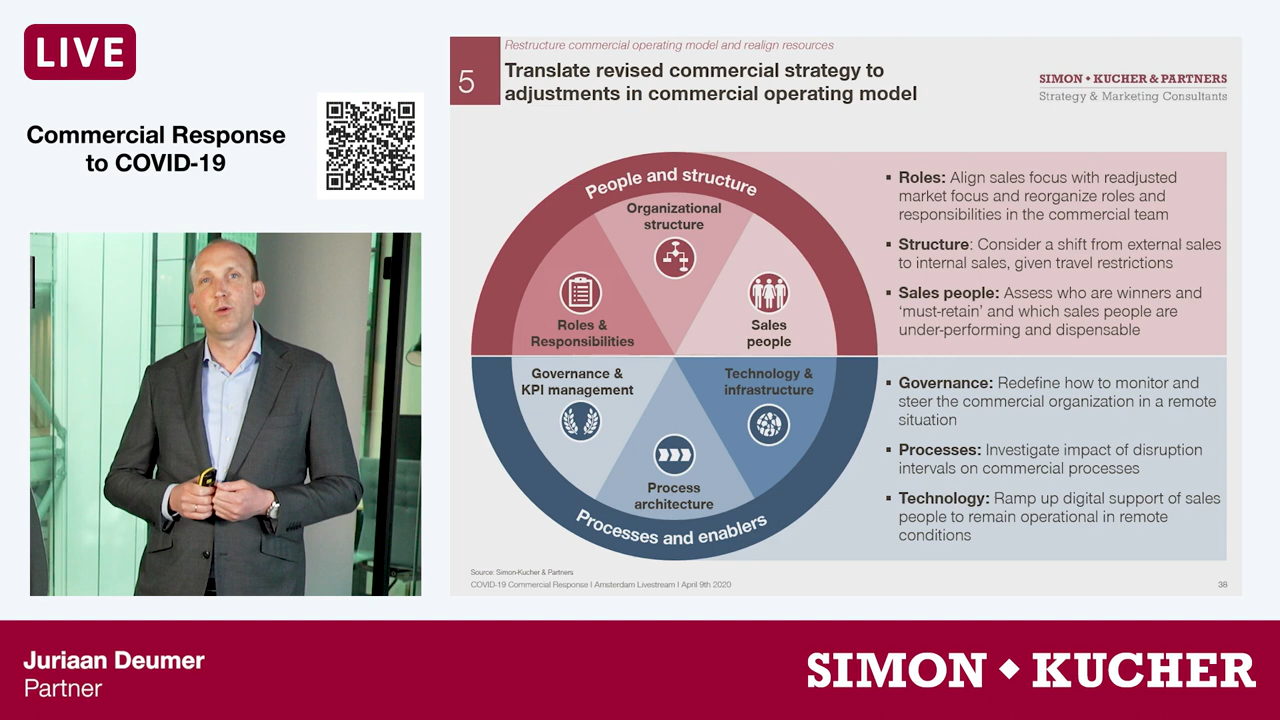 LIVE
Commercial Response
to COVID-19
Restructure commercial operating model and realign resources
5
Translate revised commercial strategy to
adjustments in commercial operating model
SIMON • KUCHER & PARTNERS
Strategy & Marketing Consultants
People and structure
Organizational
structure
Roles &
Responsibilities
Sales
people
Governance &
KPI management
Technology &
infrastructure
Process
architecture
Processes and enablers
▪ Roles: Align sales focus with readjusted
market focus and reorganize roles and
responsibilities in the commercial team
▪ Structure: Consider a shift from external sales
to internal sales, given travel restrictions
▪ Sales people: Assess who are winners and
‘must-retain’ and which sales people are
under-performing and dispensable
▪ Governance: Redefine how to monitor and
steer the commercial organization in a remote
situation
▪ Processes: Investigate impact of disruption
intervals on commercial processes
▪ Technology: Ramp up digital support of sales
people to remain operational in remote
conditions
Source: Simon-Kucher & Partners
COVID-19 Commercial Response I Amsterdam Livestream I April 9th 2020
38
Juriaan Deumer
Partner
SIMON ◆ KUCHER